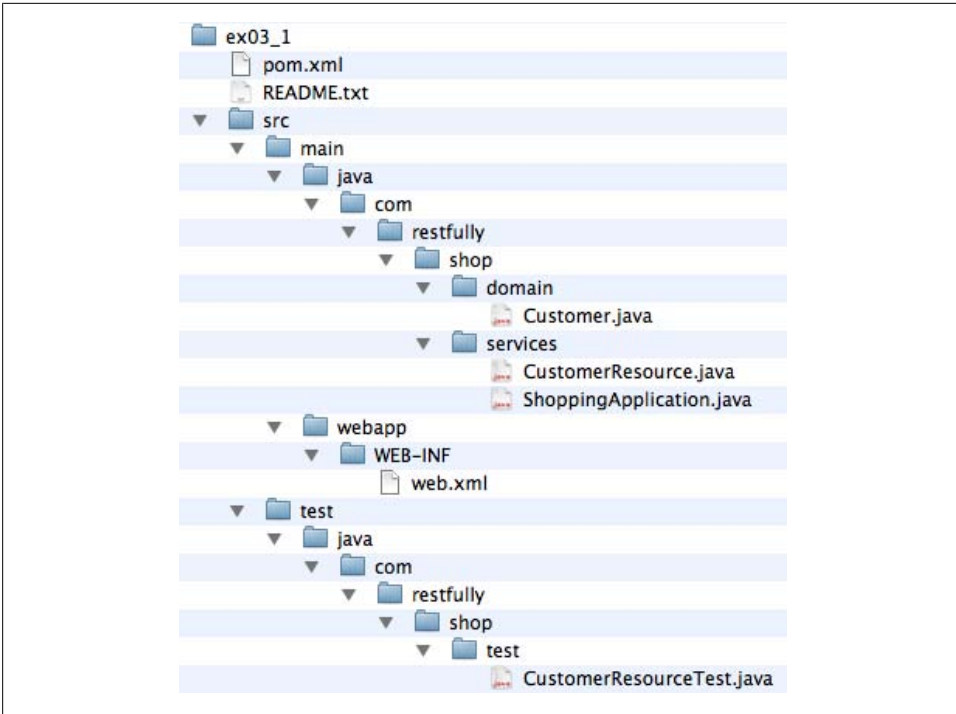 ex03_1
pom.xml
README.txt
src
main
java
com
restfully
shop
domain
Customer.java
services
CustomerResource.java
ShoppingApplication.java
webapp
WEB-INF
web.xml
test
java
com
restfully
shop
test
CustomerResourceTest.java